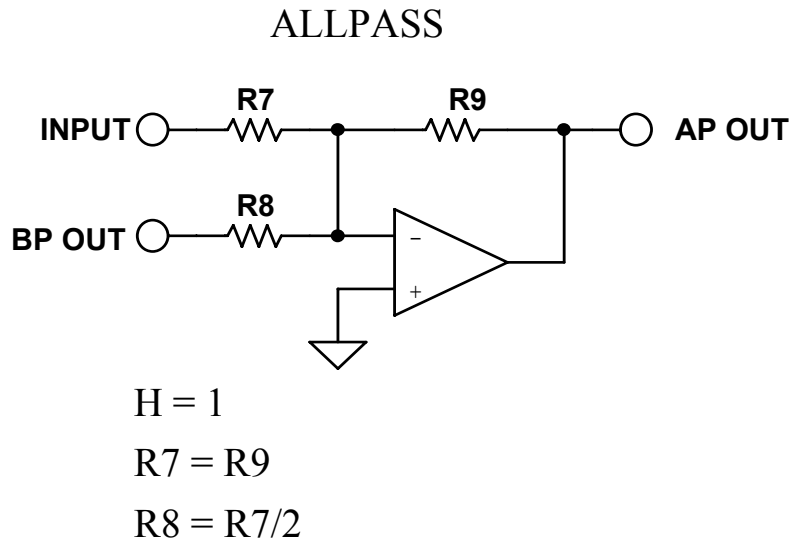 ALLPASS
R7
R9
INPUT
AP OUT
R8
BP OUT
−
+
H = 1
R7 = R9
R8 = R7/2